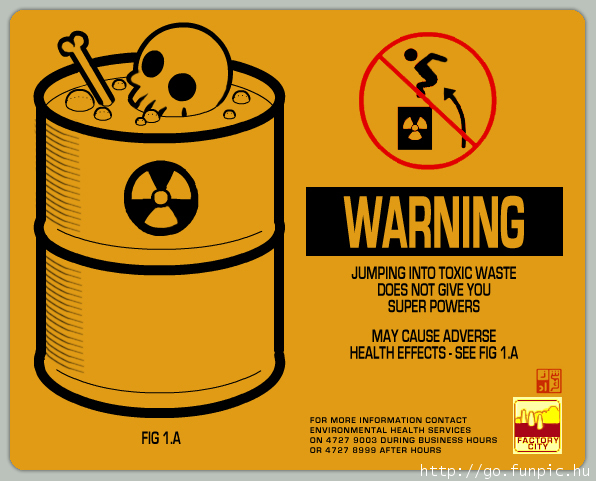 WARNING
JUMPING INTO TOXIC WASTE
DOES NOT GIVE YOU
SUPER POWERS
MAY CAUSE ADVERSE
HEALTH EFFECTS - SEE FIG 1.A
FIG 1.A
FOR MORE INFORMATION CONTACT
ENVIRONMENTAL HEALTH SERVICES
ON 4727 9003 DURING BUSINESS HOURS
OR 4727 8999 AFTER HOURS
FACTORY
CITY
http://go.funpic.hu